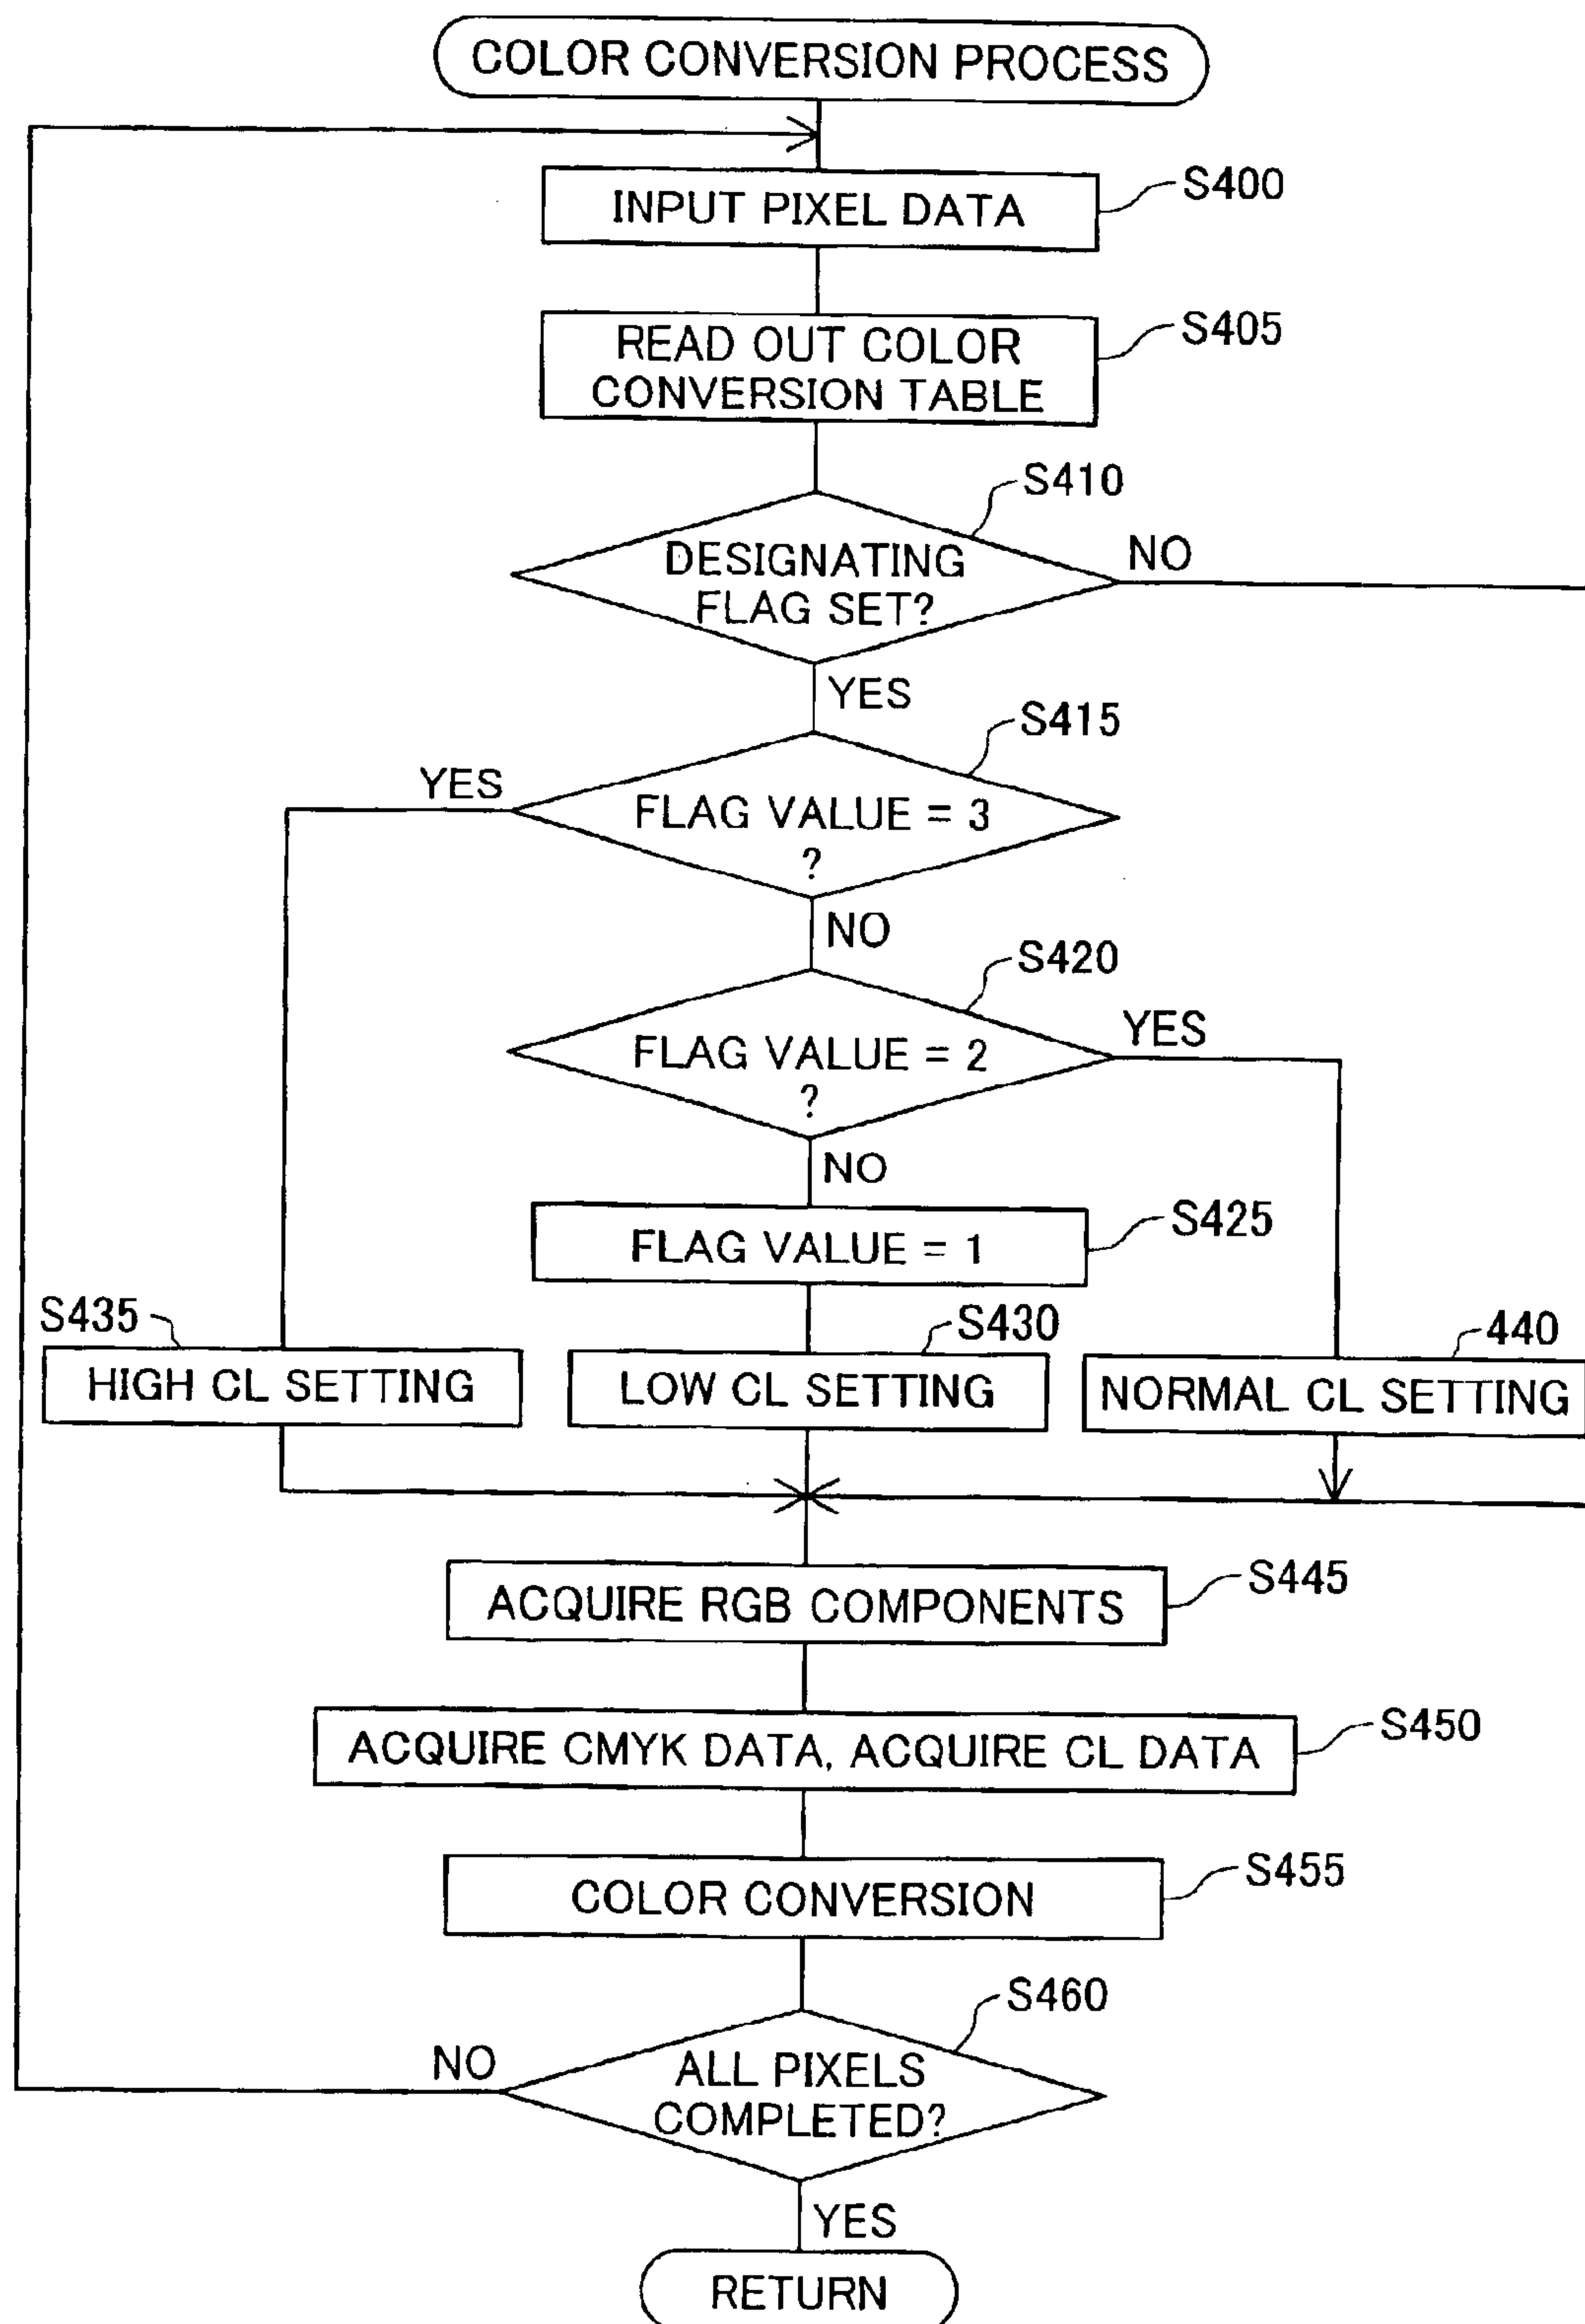 COLOR CONVERSION PROCESS
INPUT PIXEL DATA
S400
READ OUT COLOR
CONVERSION TABLE
S405
S410
DESIGNATING
FLAG SET?
NO
YES
S415
YES
FLAG VALUE = 3
?
NO
S420
FLAG VALUE = 2
?
YES
NO
FLAG VALUE = 1
S425
S435
HIGH CL SETTING
S430
LOW CL SETTING
440
NORMAL CL SETTING
ACQUIRE RGB COMPONENTS
S445
ACQUIRE CMYK DATA, ACQUIRE CL DATA
S450
COLOR CONVERSION
S455
S460
ALL PIXELS
COMPLETED?
NO
YES
RETURN